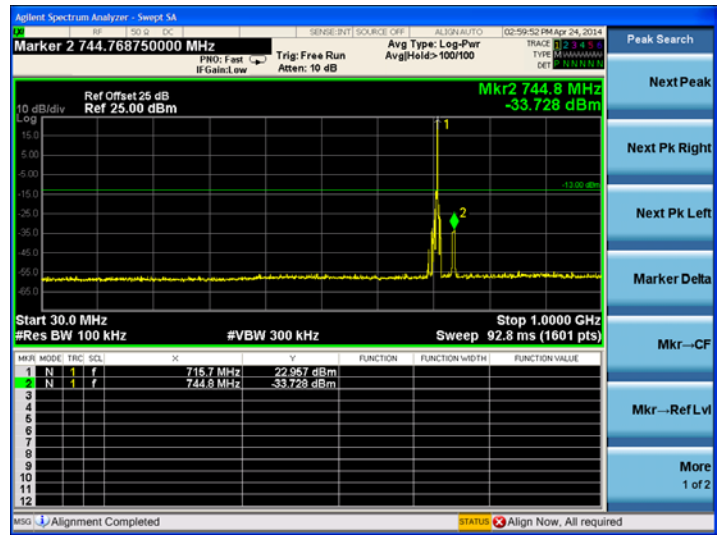 Agilent Spectrum Analyzer - Swept SA
RF 50 Ω DC SENSE:INT SOURCE OFF ALIGN AUTO 02:59:52 PM Apr 24, 2014
Marker 2 744.768750000 MHz
PNO: Fast
IFGain:Low
Trig: Free Run
Atten: 10 dB
Avg Type: Log-Pwr
Avg|Hold:>100/100
TRACE 1 2 3 4 5 6
TYPE
DET P N N N N N
Ref Offset 25 dB
10 dB/div Ref 25.00 dBm
Mkr2 744.8 MHz
-33.728 dBm
Log
15.0
5.00
-5.00
-15.0
-25.0
-35.0
-45.0
-55.0
-65.0
1
-13.00 dBm
2
Start 30.0 MHz
#Res BW 100 kHz
#VBW 300 kHz
Stop 1.0000 GHz
Sweep 92.8 ms (1601 pts)
MKR MODE TRC SCL X Y FUNCTION FUNCTION WIDTH FUNCTION VALUE
1 N 1 f 715.7 MHz 22.957 dBm
2 N 1 f 744.8 MHz -33.728 dBm
3
4
5
6
7
8
9
10
11
12
MSG Alignment Completed
STATUS Align Now, All required
Peak Search
Next Peak
Next Pk Right
Next Pk Left
Marker Delta
Mkr→CF
Mkr→Ref Lvl
More
1 of 2